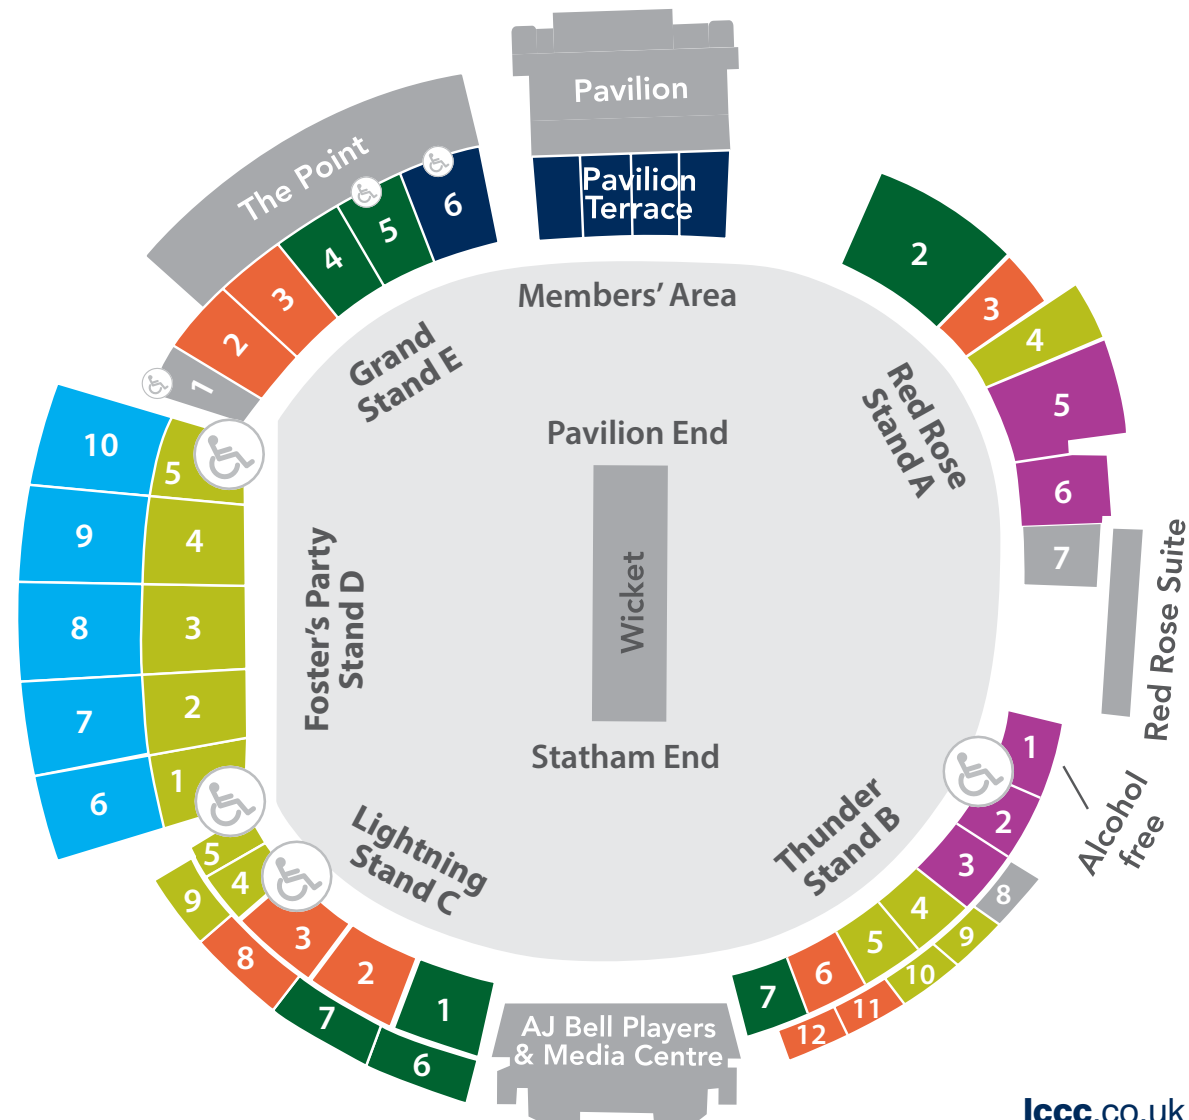 Pavilion
Pavilion
Terrace
The Point
6
5
4
3
2
1
Members' Area
Grand
Stand E
Pavilion End
Wicket
Statham End
2
3
4
5
6
7
Red Rose
Stand A
Red Rose Suite
10
9
8
7
6
5
4
3
2
1
Foster's Party
Stand D
Lightning
Stand C
5
4
3
2
1
9
8
7
6
Thunder
Stand B
1
2
3
4
5
6
7
8
9
10
11
12
Alcohol
free
AJ Bell Players
& Media Centre
lccc.co.uk